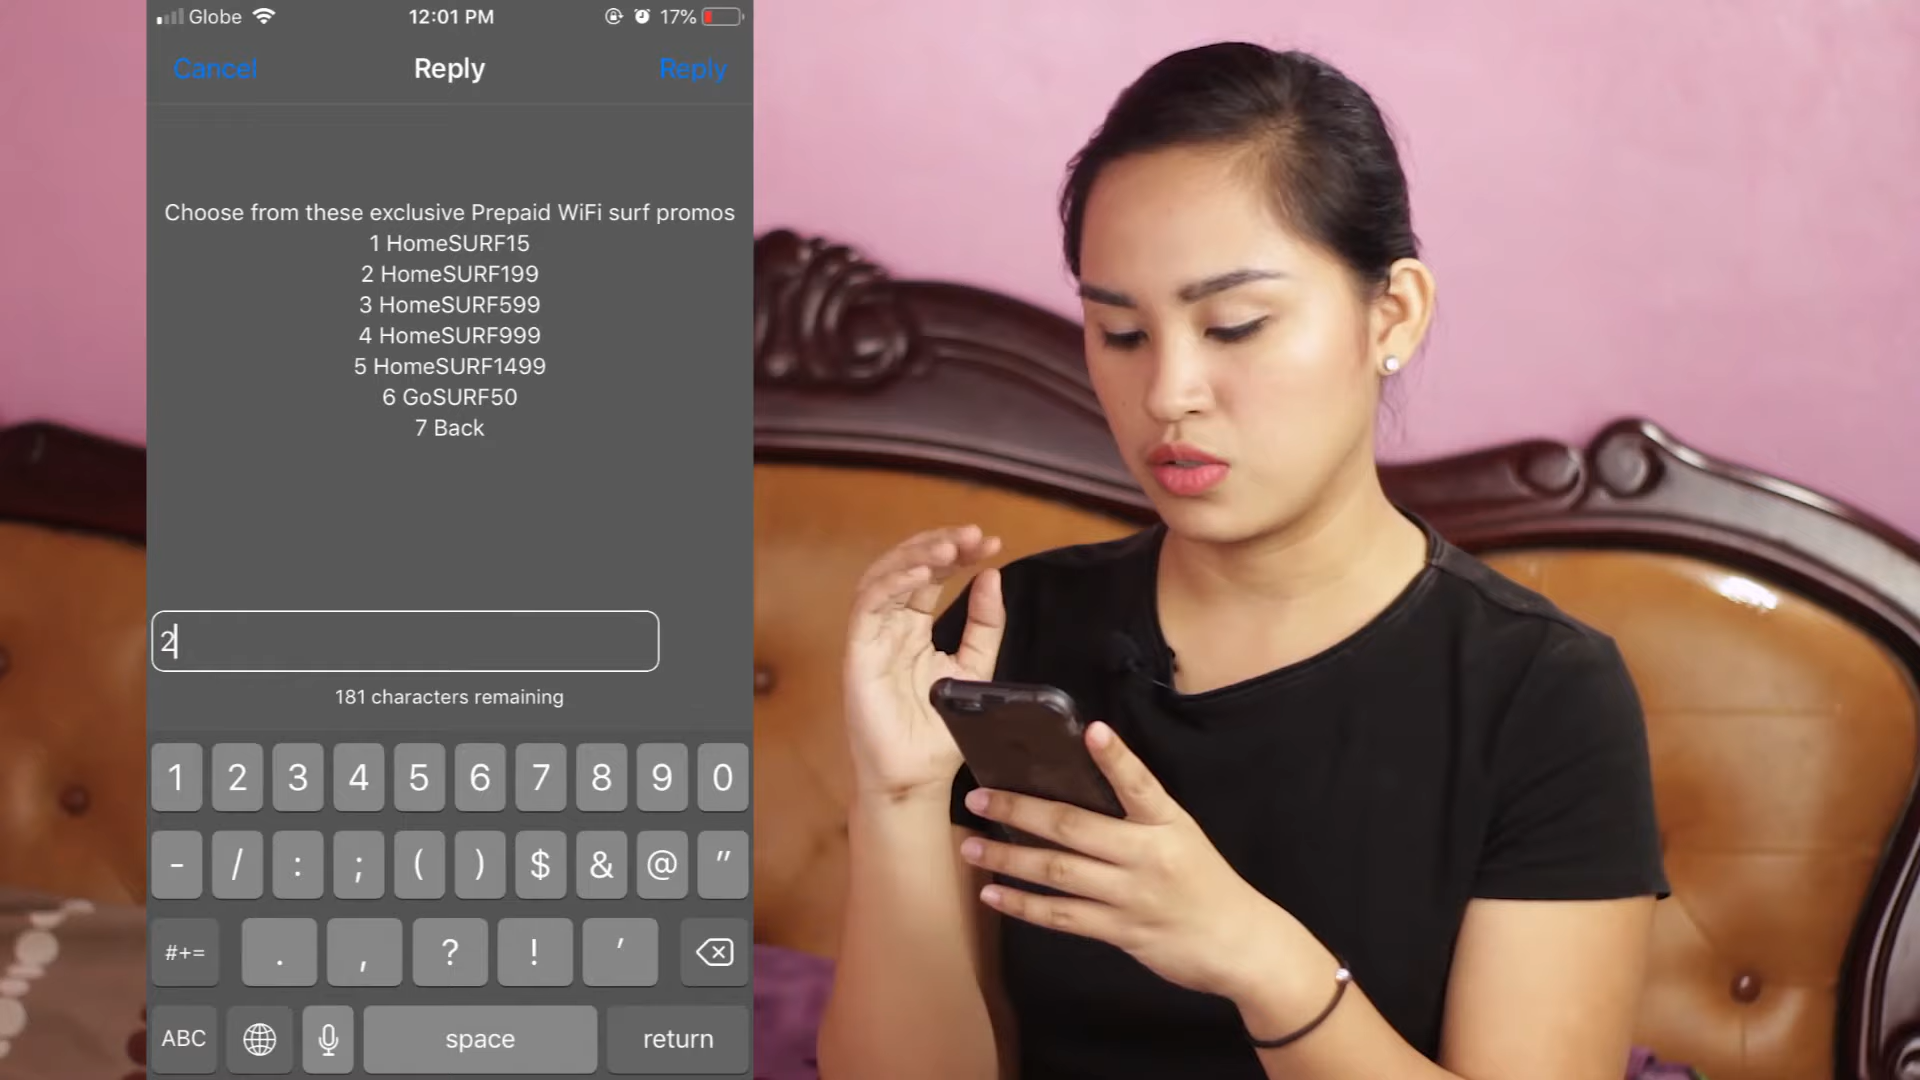 Globe 12:01 PM 17%
Cancel Reply Reply
Choose from these exclusive Prepaid WiFi surf promos
1 HomeSURF15
2 HomeSURF199
3 HomeSURF599
4 HomeSURF999
5 HomeSURF1499
6 GoSURF50
7 Back
2
181 characters remaining
1 2 3 4 5 6 7 8 9 0
- / : ; ( ) $ & @ "
#+= . , ? ! '
ABC space return